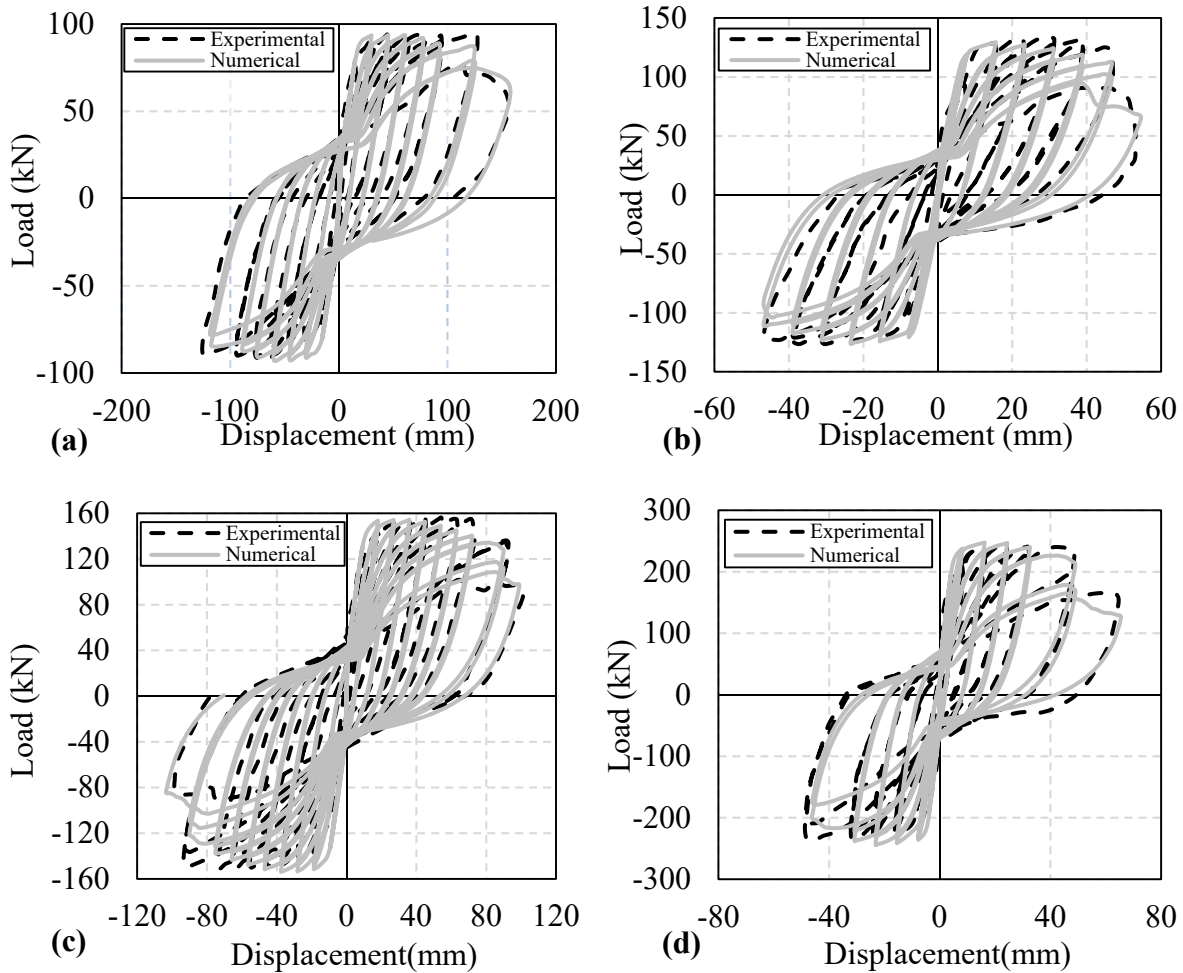 Experimental
Numerical
100
50
0
-50
-100
-200
-100
0
100
200
Load (kN)
Displacement (mm)
(a)
Experimental
Numerical
150
100
50
0
-50
-100
-150
-60
-40
-20
0
20
40
60
Load (kN)
Displacement (mm)
(b)
Experimental
Numerical
160
120
80
40
0
-40
-80
-120
-160
-120
-80
-40
0
40
80
120
Load (kN)
Displacement(mm)
(c)
Experimental
Numerical
300
200
100
0
-100
-200
-300
-80
-40
0
40
80
Load (kN)
Displacement(mm)
(d)